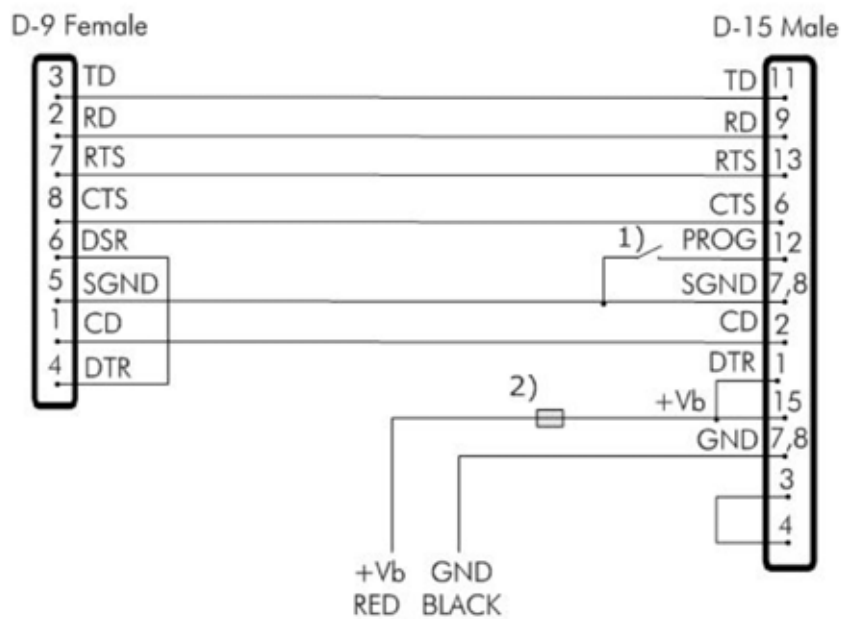 D-9 Female D-15 Male
3 TD TD 11
2 RD RD 9
7 RTS RTS 13
8 CTS CTS 6
6 DSR 1) PROG 12
5 SGND SGND 7,8
1 CD CD 2
4 DTR DTR 1
2) +Vb 15
GND 7,8
3
4
+Vb GND
RED BLACK